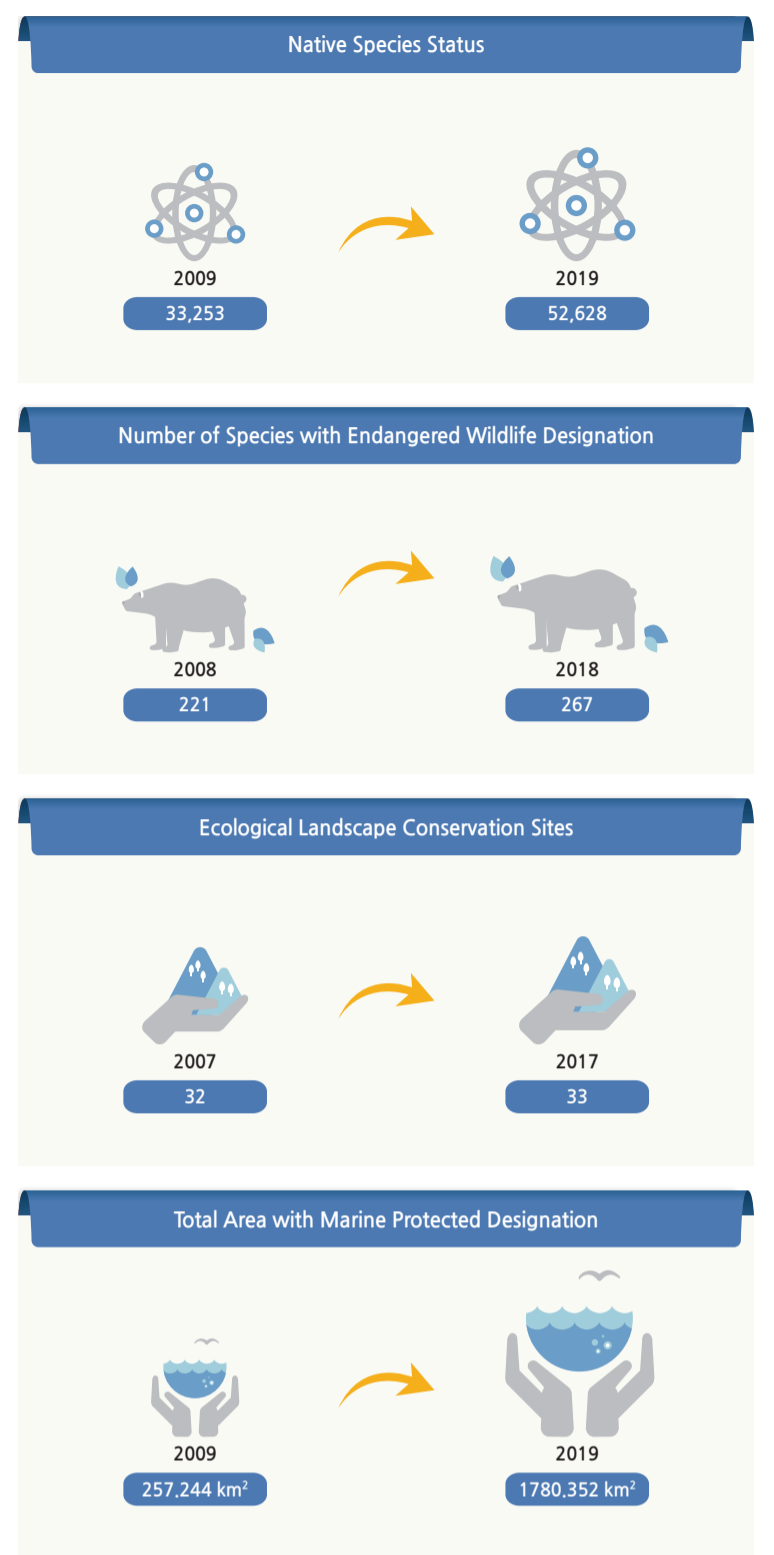 Native Species Status
2009
2019
33,253
52,628
Number of Species with Endangered Wildlife Designation
2008
2018
221
267
Ecological Landscape Conservation Sites
2007
2017
32
33
Total Area with Marine Protected Designation
2009
2019
257.244 km²
1780.352 km²